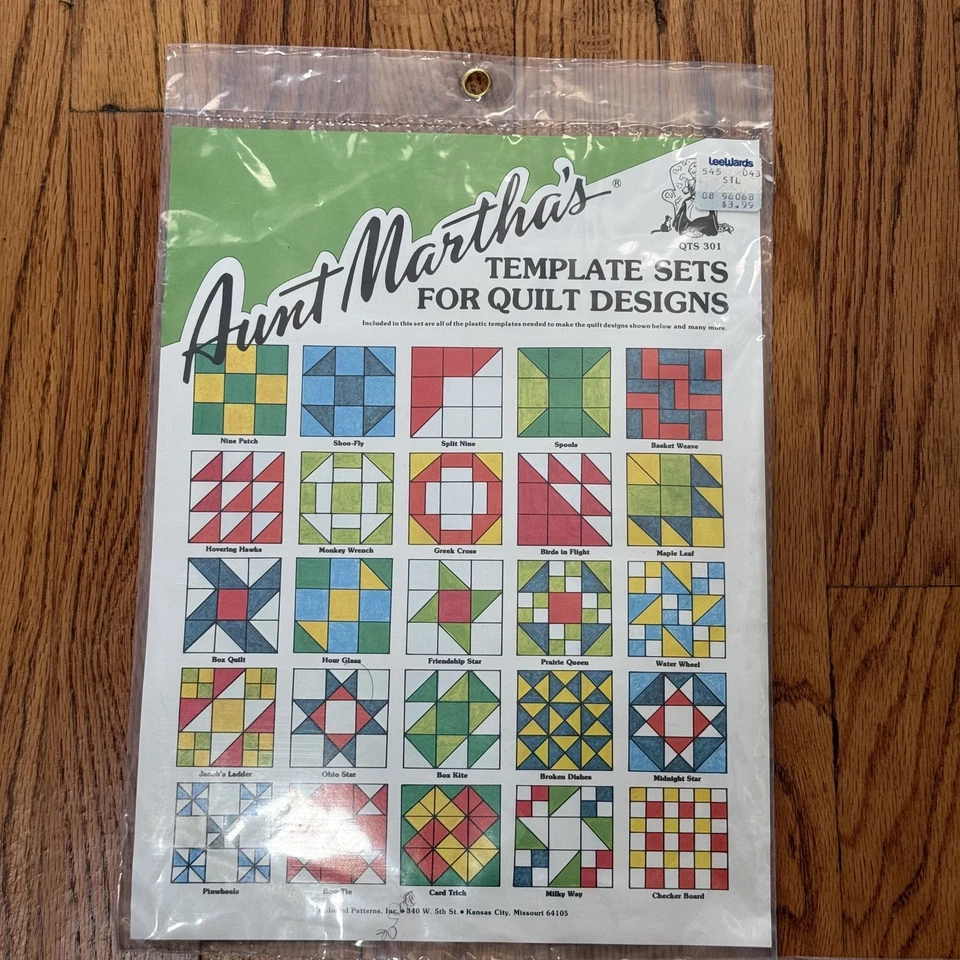 LeeWards
545 043
STL
08 9606B
$3.99
Aunt Martha's®
QTS 301
TEMPLATE SETS
FOR QUILT DESIGNS
Included in this set are all of the plastic templates needed to make the quilt designs shown below and many more.
Nine Patch Shoo-Fly Split Nine Spools Basket Weave
Hovering Hawks Monkey Wrench Greek Cross Birds in Flight Maple Leaf
Box Quilt Hour Glass Friendship Star Prairie Queen Water Wheel
Jacob's Ladder Ohio Star Box Kite Broken Dishes Midnight Star
Pinwheels Bow Tie Card Trick Milky Way Checker Board
Colonial Patterns, Inc. • 340 W. 5th St. • Kansas City, Missouri 64105